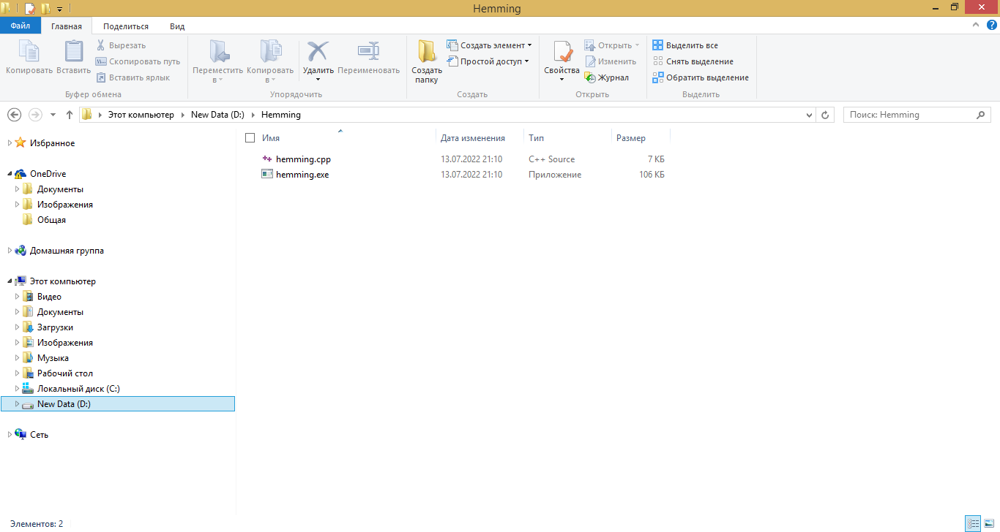 Hemming
Файл Главная Поделиться Вид
Копировать Вставить Вырезать Скопировать путь Вставить ярлык
Буфер обмена
Переместить в Копировать в Удалить Переименовать
Упорядочить
Создать папку Создать элемент Простой доступ
Создать
Свойства Открыть Изменить Журнал
Открыть
Выделить все Снять выделение Обратить выделение
Выделить
Этот компьютер New Data (D:) Hemming
Поиск: Hemming
Избранное
OneDrive
Документы
Изображения
Общая
Домашняя группа
Этот компьютер
Видео
Документы
Загрузки
Изображения
Музыка
Рабочий стол
Локальный диск (C:)
New Data (D:)
Сеть
Имя Дата изменения Тип Размер
hemming.cpp 13.07.2022 21:10 C++ Source 7 КБ
hemming.exe 13.07.2022 21:10 Приложение 106 КБ
Элементов: 2